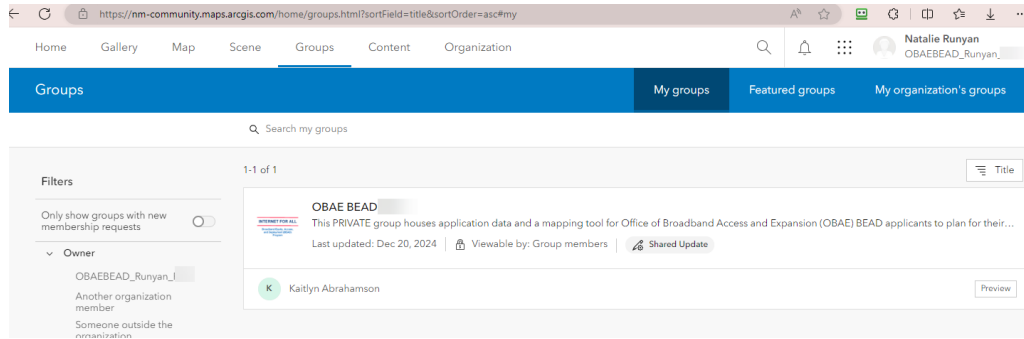 https://nm-community.maps.arcgis.com/home/groups.html?sortField=title&sortOrder=asc#my
Home Gallery Map Scene Groups Content Organization
Natalie Runyan
OBAEBEAD_Runyan_
Groups My groups Featured groups My organization's groups
Search my groups
1-1 of 1 Title
Filters
Only show groups with new
membership requests
Owner
OBAEBEAD_Runyan_
Another organization
member
Someone outside the
organization
INTERNET FOR ALL
OBAE BEAD
This PRIVATE group houses application data and a mapping tool for Office of Broadband Access and Expansion (OBAE) BEAD applicants to plan for their...
Last updated: Dec 20, 2024 Viewable by: Group members Shared Update
K Kaitlyn Abrahamson Preview